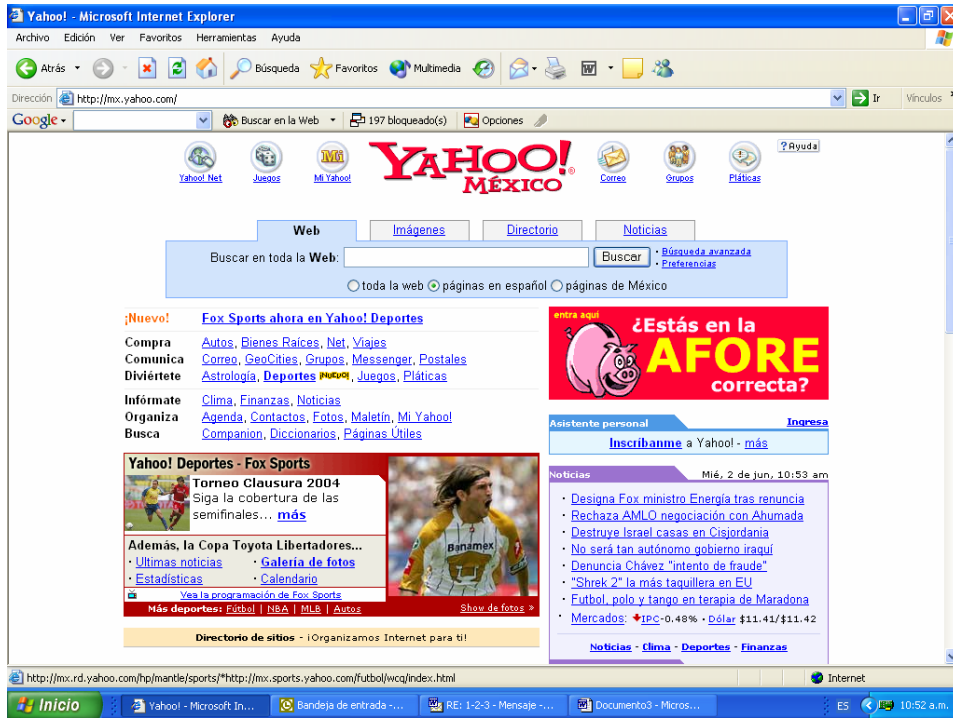 Yahoo! - Microsoft Internet Explorer
Archivo Edición Ver Favoritos Herramientas Ayuda
Atrás Búsqueda Favoritos Multimedia
Dirección http://mx.yahoo.com/ Ir Vínculos »
Google Buscar en la Web 197 bloqueado(s) Opciones
Yahoo! Net Juegos Mi Yahoo! YAHOO! MÉXICO Correo Grupos Pláticas ? Ayuda
Web Imágenes Directorio Noticias
Buscar en toda la Web: Buscar · Búsqueda avanzada
· Preferencias
toda la web páginas en español páginas de México
¡Nuevo! Fox Sports ahora en Yahoo! Deportes
Compra Autos, Bienes Raíces, Net, Viajes
Comunica Correo, GeoCities, Grupos, Messenger, Postales
Diviértete Astrología, Deportes ¡NUEVO!, Juegos, Pláticas
Infórmate Clima, Finanzas, Noticias
Organiza Agenda, Contactos, Fotos, Maletín, Mi Yahoo!
Busca Companion, Diccionarios, Páginas Útiles
entra aquí
¿Estás en la
AFORE
correcta?
Asistente personal Ingresa
Inscríbanme a Yahoo! - más
Yahoo! Deportes - Fox Sports
Torneo Clausura 2004
Siga la cobertura de las
semifinales... más
Además, la Copa Toyota Libertadores...
· Ultimas noticias · Galería de fotos
· Estadísticas · Calendario
Vea la programación de Fox Sports
Más deportes: Fútbol | NBA | MLB | Autos Show de fotos »
Banamex
Noticias Mié, 2 de jun, 10:53 am
· Designa Fox ministro Energía tras renuncia
· Rechaza AMLO negociación con Ahumada
· Destruye Israel casas en Cisjordania
· No será tan autónomo gobierno iraquí
· Denuncia Chávez "intento de fraude"
· "Shrek 2" la más taquillera en EU
· Futbol, polo y tango en terapia de Maradona
· Mercados: IPC-0.48% · Dólar $11.41/$11.42
Noticias - Clima - Deportes - Finanzas
Directorio de sitios - ¡Organizamos Internet para ti!
http://mx.rd.yahoo.com/hp/mantle/sports/*http://mx.sports.yahoo.com/futbol/wcq/index.html Internet
Inicio Yahoo! - Microsoft In... Bandeja de entrada -... RE: 1-2-3 - Mensaje -... Documento3 - Micros... ES 10:52 a.m.